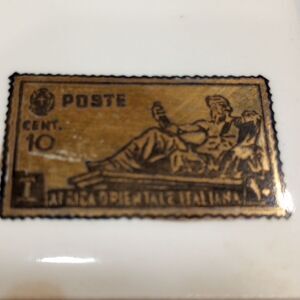 POSTE
CENT.
10
AFRICA ORIENTALE ITALIANA